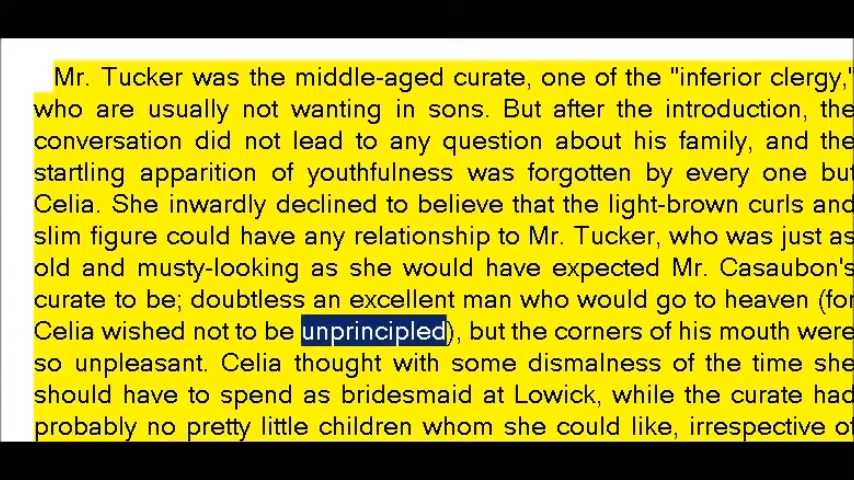 Mr. Tucker was the middle-aged curate, one of the "inferior clergy,"
who are usually not wanting in sons. But after the introduction, the
conversation did not lead to any question about his family, and the
startling apparition of youthfulness was forgotten by every one but
Celia. She inwardly declined to believe that the light-brown curls and
slim figure could have any relationship to Mr. Tucker, who was just as
old and musty-looking as she would have expected Mr. Casaubon's
curate to be; doubtless an excellent man who would go to heaven (for
Celia wished not to be unprincipled), but the corners of his mouth were
so unpleasant. Celia thought with some dismalness of the time she
should have to spend as bridesmaid at Lowick, while the curate had
probably no pretty little children whom she could like, irrespective of